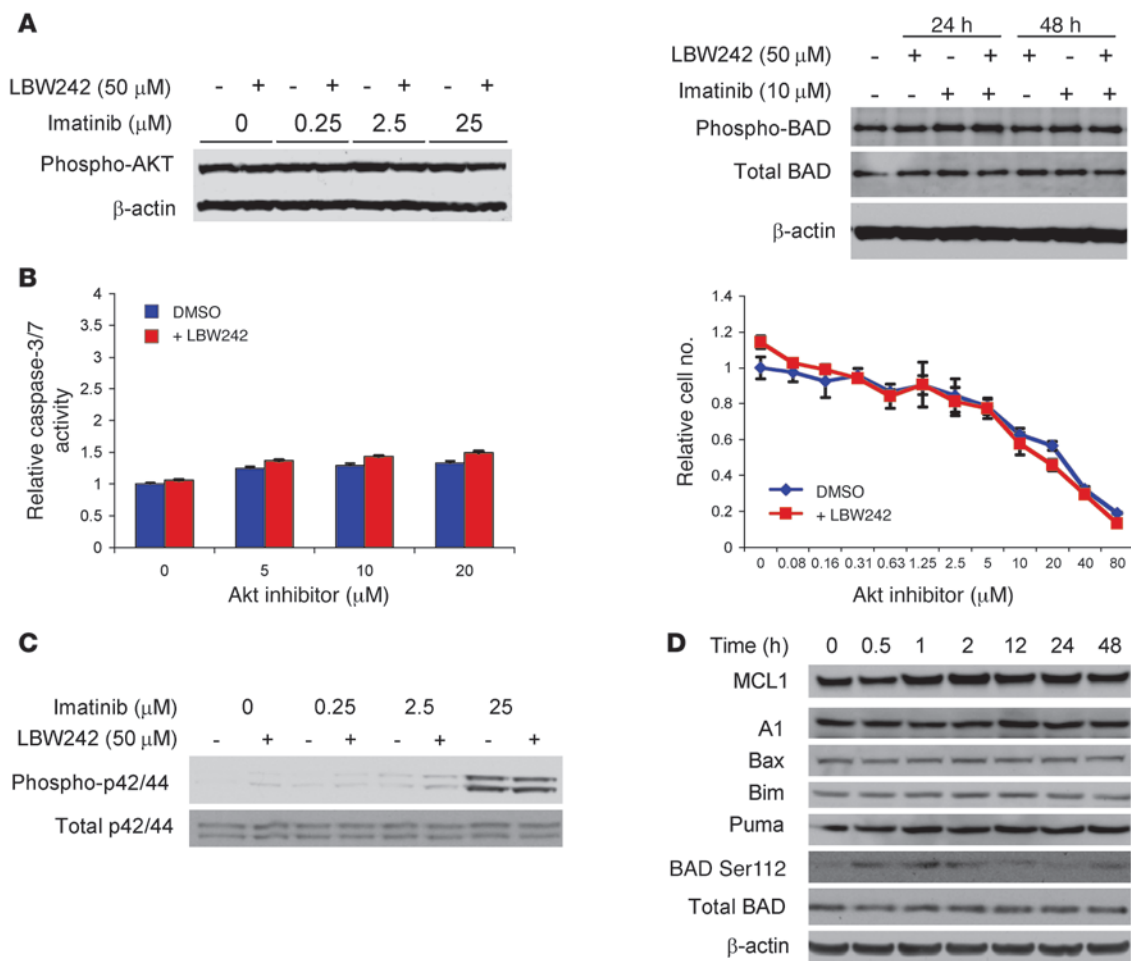 A
LBW242 (50 μM) - + - + - + - +
Imatinib (μM) 0 0.25 2.5 25
Phospho-AKT
β-actin
24 h 48 h
LBW242 (50 μM) - + - + + - +
Imatinib (10 μM) - - + + - + +
Phospho-BAD
Total BAD
β-actin
B
Relative caspase-3/7
activity
4
3.5
3
2.5
2
1.5
1
0.5
0
DMSO
+ LBW242
0 5 10 20
Akt inhibitor (μM)
Relative cell no.
1.4
1.2
1
0.8
0.6
0.4
0.2
0
DMSO
+ LBW242
0 0.08 0.16 0.31 0.63 1.25 2.5 5 10 20 40 80
Akt inhibitor (μM)
C
Imatinib (μM) 0 0.25 2.5 25
LBW242 (50 μM) - + - + - + - +
Phospho-p42/44
Total p42/44
D Time (h) 0 0.5 1 2 12 24 48
MCL1
A1
Bax
Bim
Puma
BAD Ser112
Total BAD
β-actin